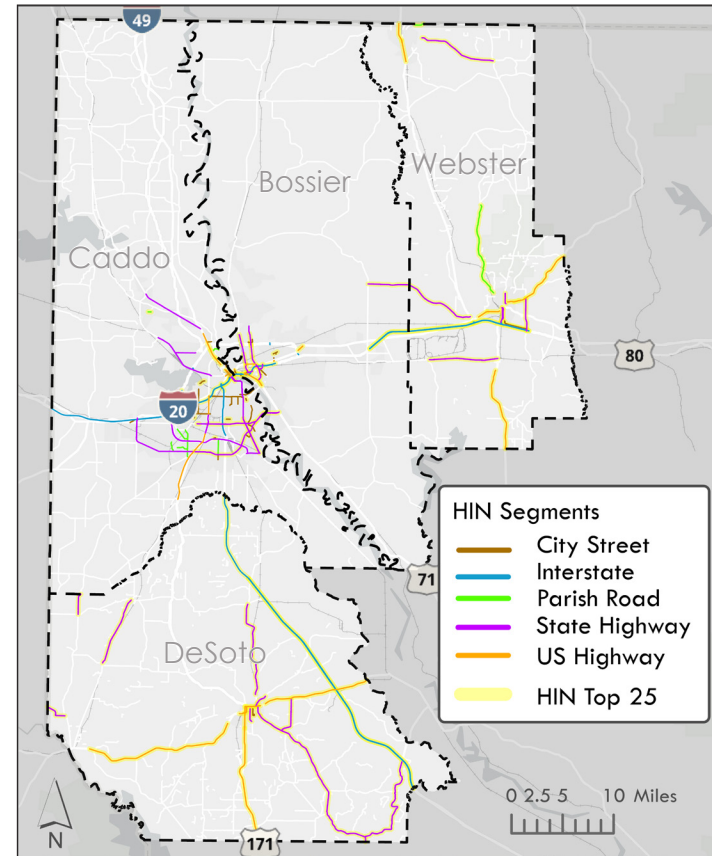 49
Webster
Bossier
Caddo
80
20
HIN Segments
City Street
Interstate
Parish Road
State Highway
US Highway
HIN Top 25
71
DeSoto
0 2.5 5 10 Miles
N
171